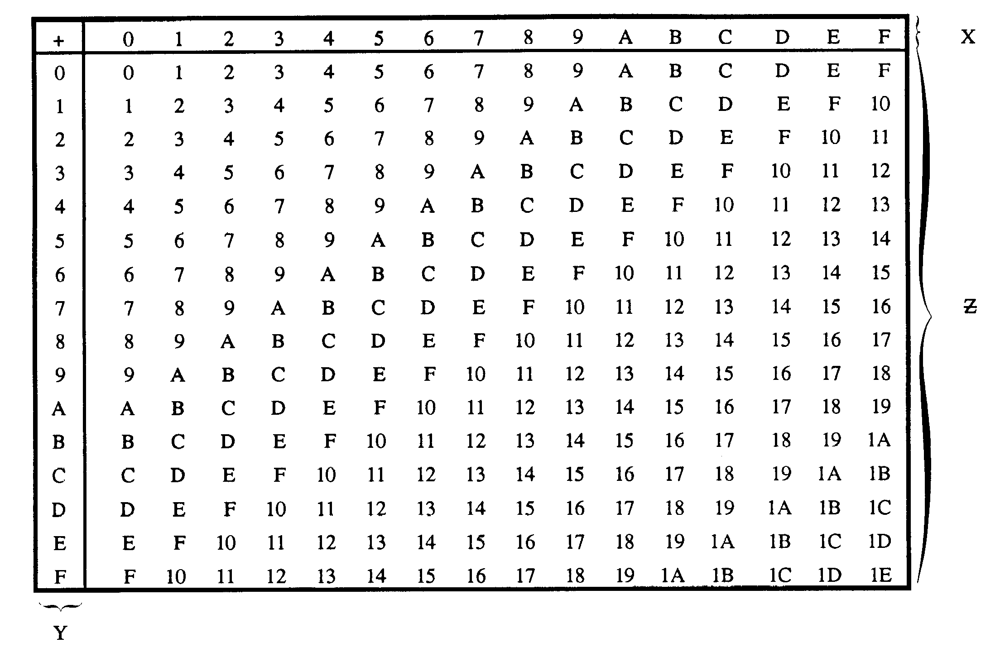 + 0 1 2 3 4 5 6 7 8 9 A B C D E F X
0 0 1 2 3 4 5 6 7 8 9 A B C D E F
1 1 2 3 4 5 6 7 8 9 A B C D E F 10
2 2 3 4 5 6 7 8 9 A B C D E F 10 11
3 3 4 5 6 7 8 9 A B C D E F 10 11 12
4 4 5 6 7 8 9 A B C D E F 10 11 12 13
5 5 6 7 8 9 A B C D E F 10 11 12 13 14
6 6 7 8 9 A B C D E F 10 11 12 13 14 15
7 7 8 9 A B C D E F 10 11 12 13 14 15 16 Ƶ
8 8 9 A B C D E F 10 11 12 13 14 15 16 17
9 9 A B C D E F 10 11 12 13 14 15 16 17 18
A A B C D E F 10 11 12 13 14 15 16 17 18 19
B B C D E F 10 11 12 13 14 15 16 17 18 19 1A
C C D E F 10 11 12 13 14 15 16 17 18 19 1A 1B
D D E F 10 11 12 13 14 15 16 17 18 19 1A 1B 1C
E E F 10 11 12 13 14 15 16 17 18 19 1A 1B 1C 1D
F F 10 11 12 13 14 15 16 17 18 19 1A 1B 1C 1D 1E
Y